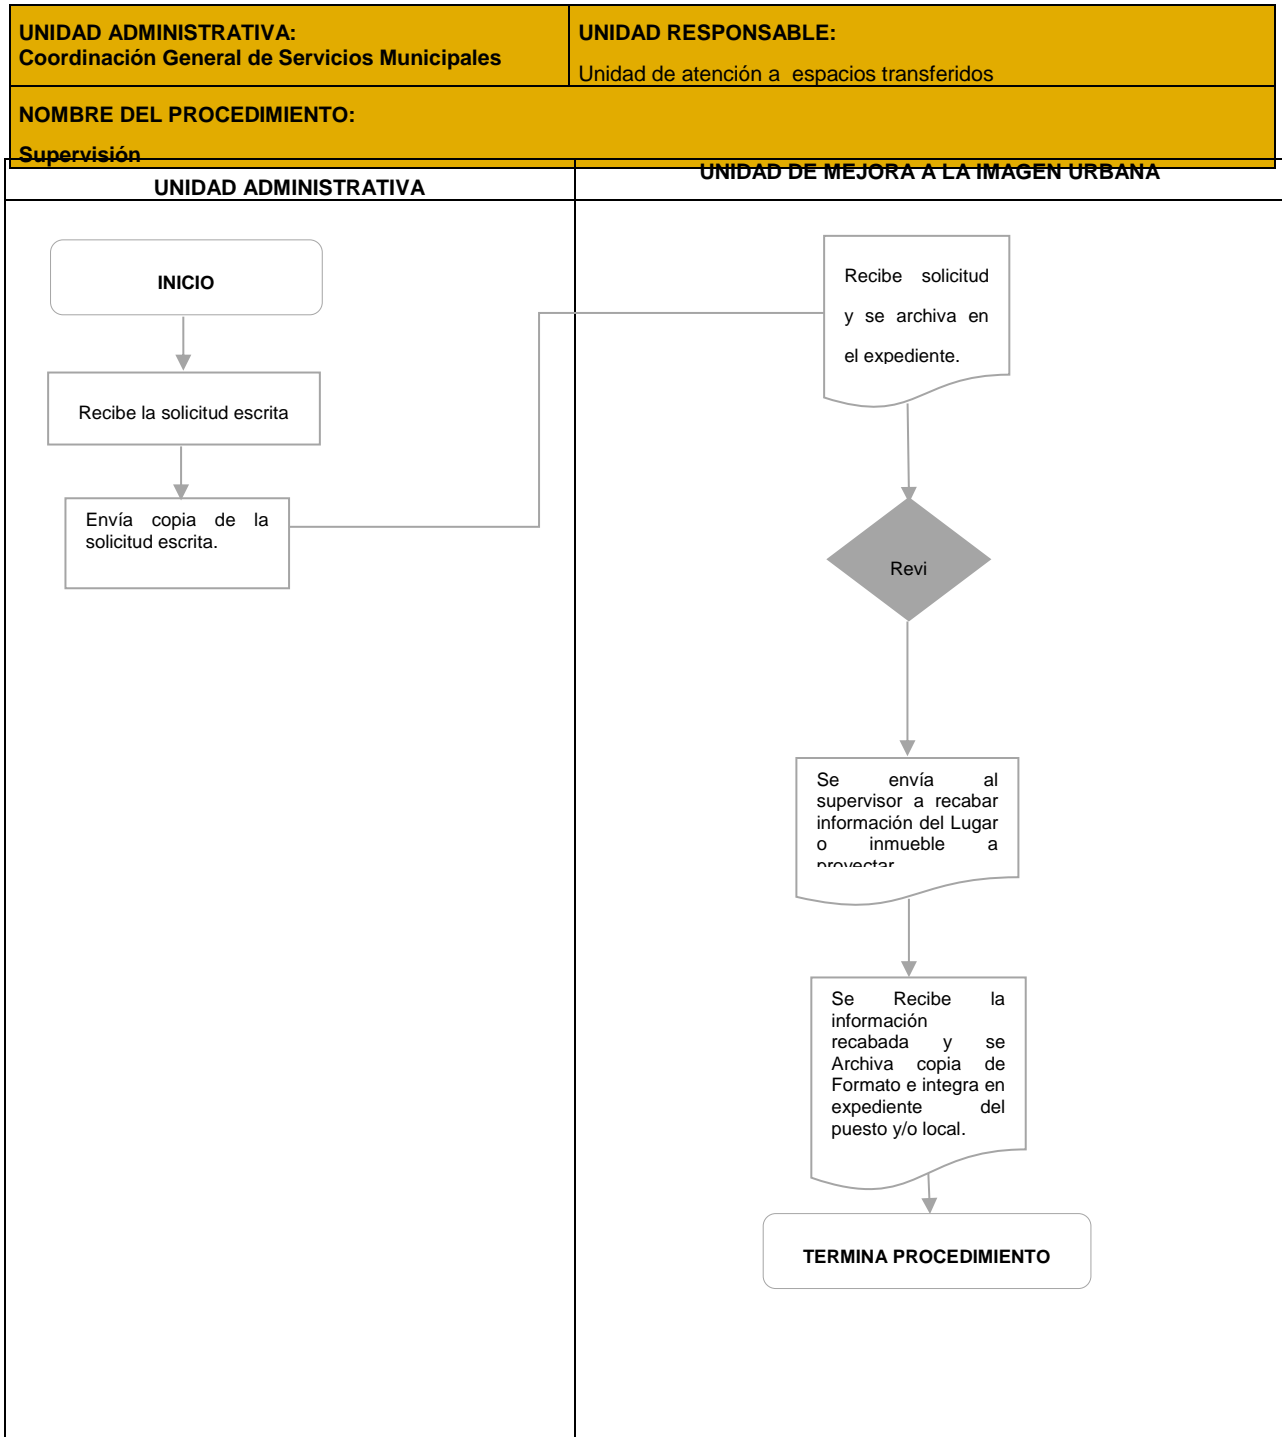 UNIDAD ADMINISTRATIVA:
Coordinación General de Servicios Municipales
UNIDAD RESPONSABLE:
Unidad de atención a espacios transferidos
NOMBRE DEL PROCEDIMIENTO:
Supervisión
UNIDAD ADMINISTRATIVA
UNIDAD DE MEJORA A LA IMAGEN URBANA
INICIO
Recibe la solicitud escrita
Envía copia de la
solicitud escrita.
Recibe solicitud
y se archiva en
el expediente.
Revi
Se envía al
supervisor a recabar
información del Lugar
o inmueble a
proyectar
Se Recibe la
información
recabada y se
Archiva copia de
Formato e integra en
expediente del
puesto y/o local.
TERMINA PROCEDIMIENTO